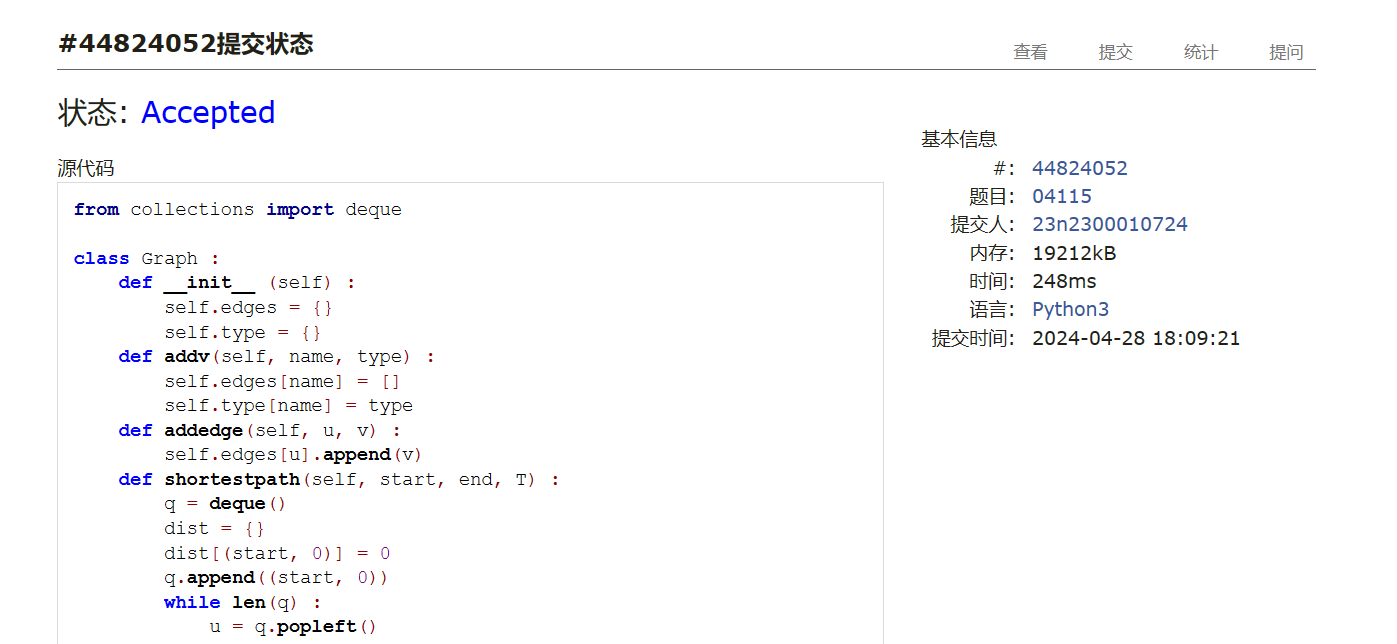 #44824052提交状态
查看 提交 统计 提问
状态: Accepted
源代码
from collections import deque
class Graph :
def __init__ (self) :
self.edges = {}
self.type = {}
def addv(self, name, type) :
self.edges[name] = []
self.type[name] = type
def addedge(self, u, v) :
self.edges[u].append(v)
def shortestpath(self, start, end, T) :
q = deque()
dist = {}
dist[(start, 0)] = 0
q.append((start, 0))
while len(q) :
u = q.popleft()
基本信息
#: 44824052
题目: 04115
提交人: 23n2300010724
内存: 19212kB
时间: 248ms
语言: Python3
提交时间: 2024-04-28 18:09:21